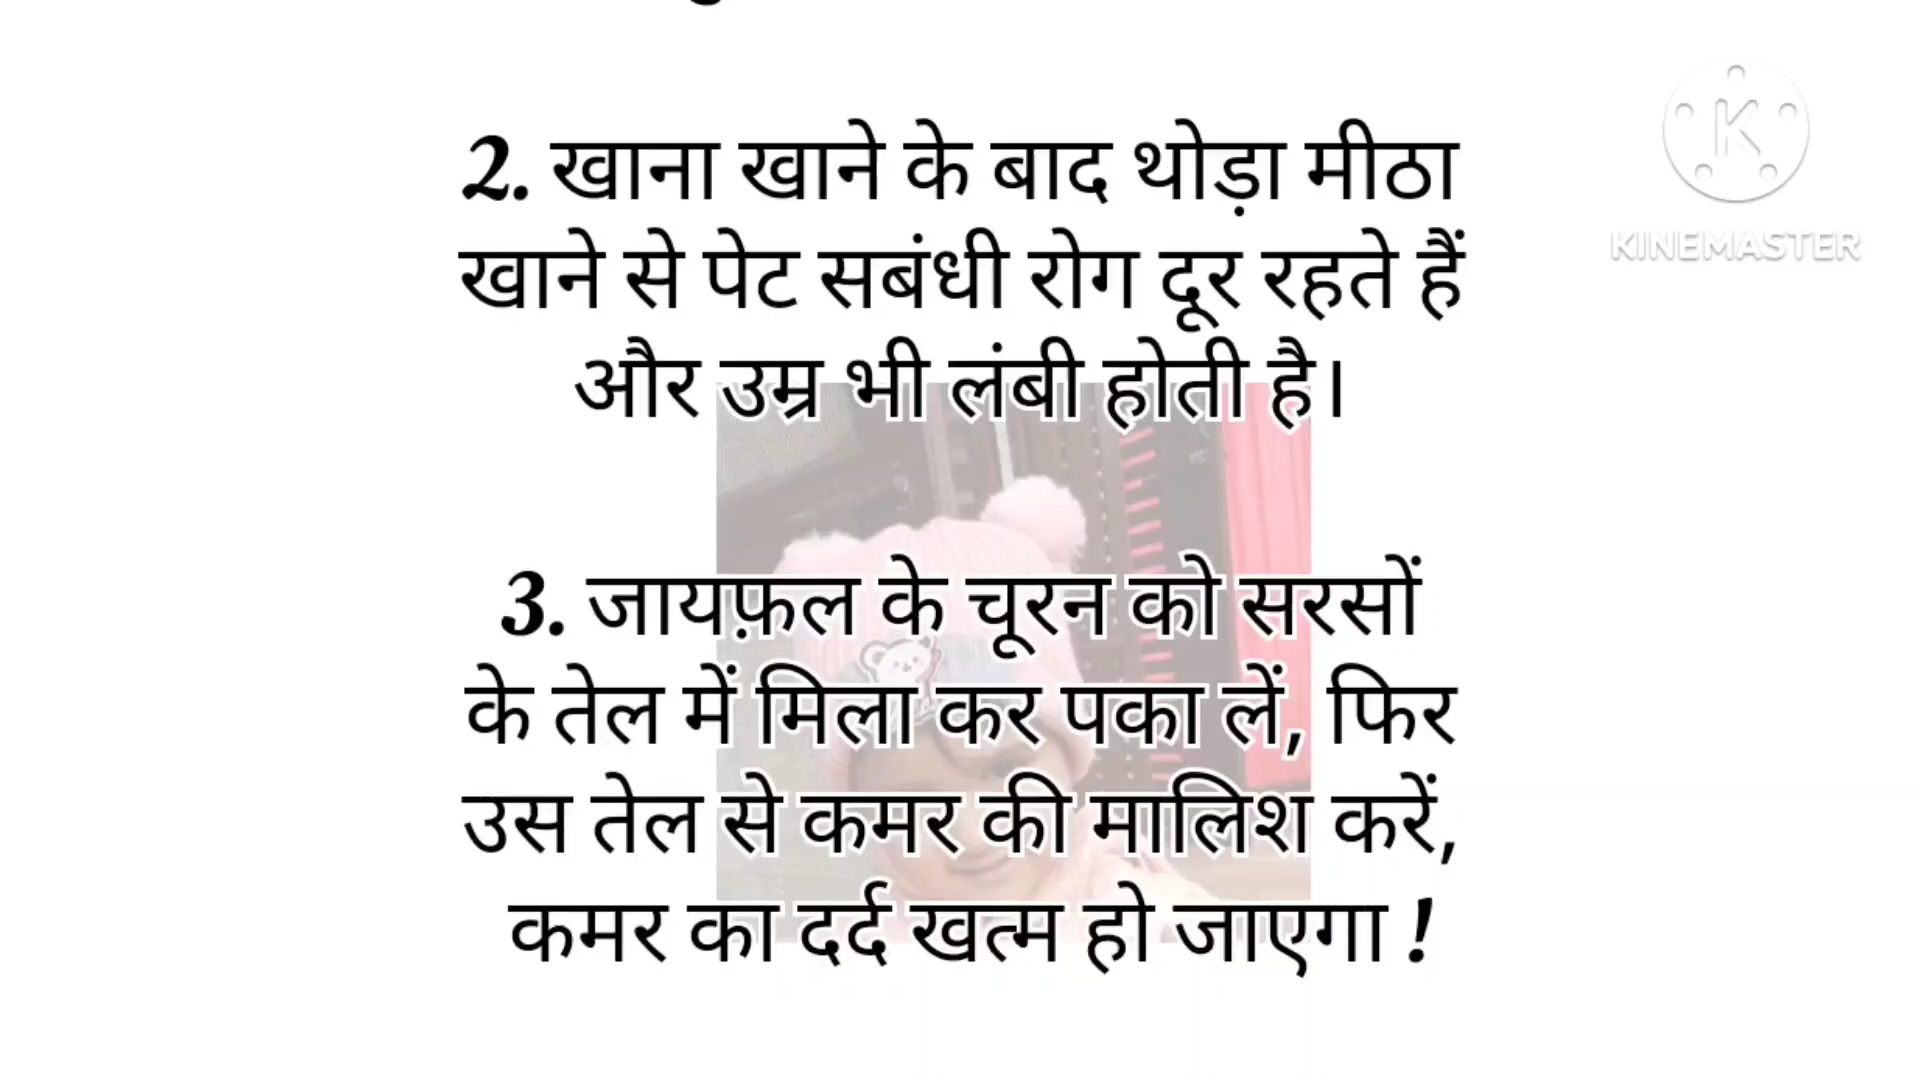 2. खाना खाने के बाद थोड़ा मीठा
खाने से पेट सबंधी रोग दूर रहते हैं
और उम्र भी लंबी होती है।
3. जायफ़ल के चूरन को सरसों
के तेल में मिला कर पका लें, फिर
उस तेल से कमर की मालिश करें,
कमर का दर्द खत्म हो जाएगा !
K
KINEMASTER